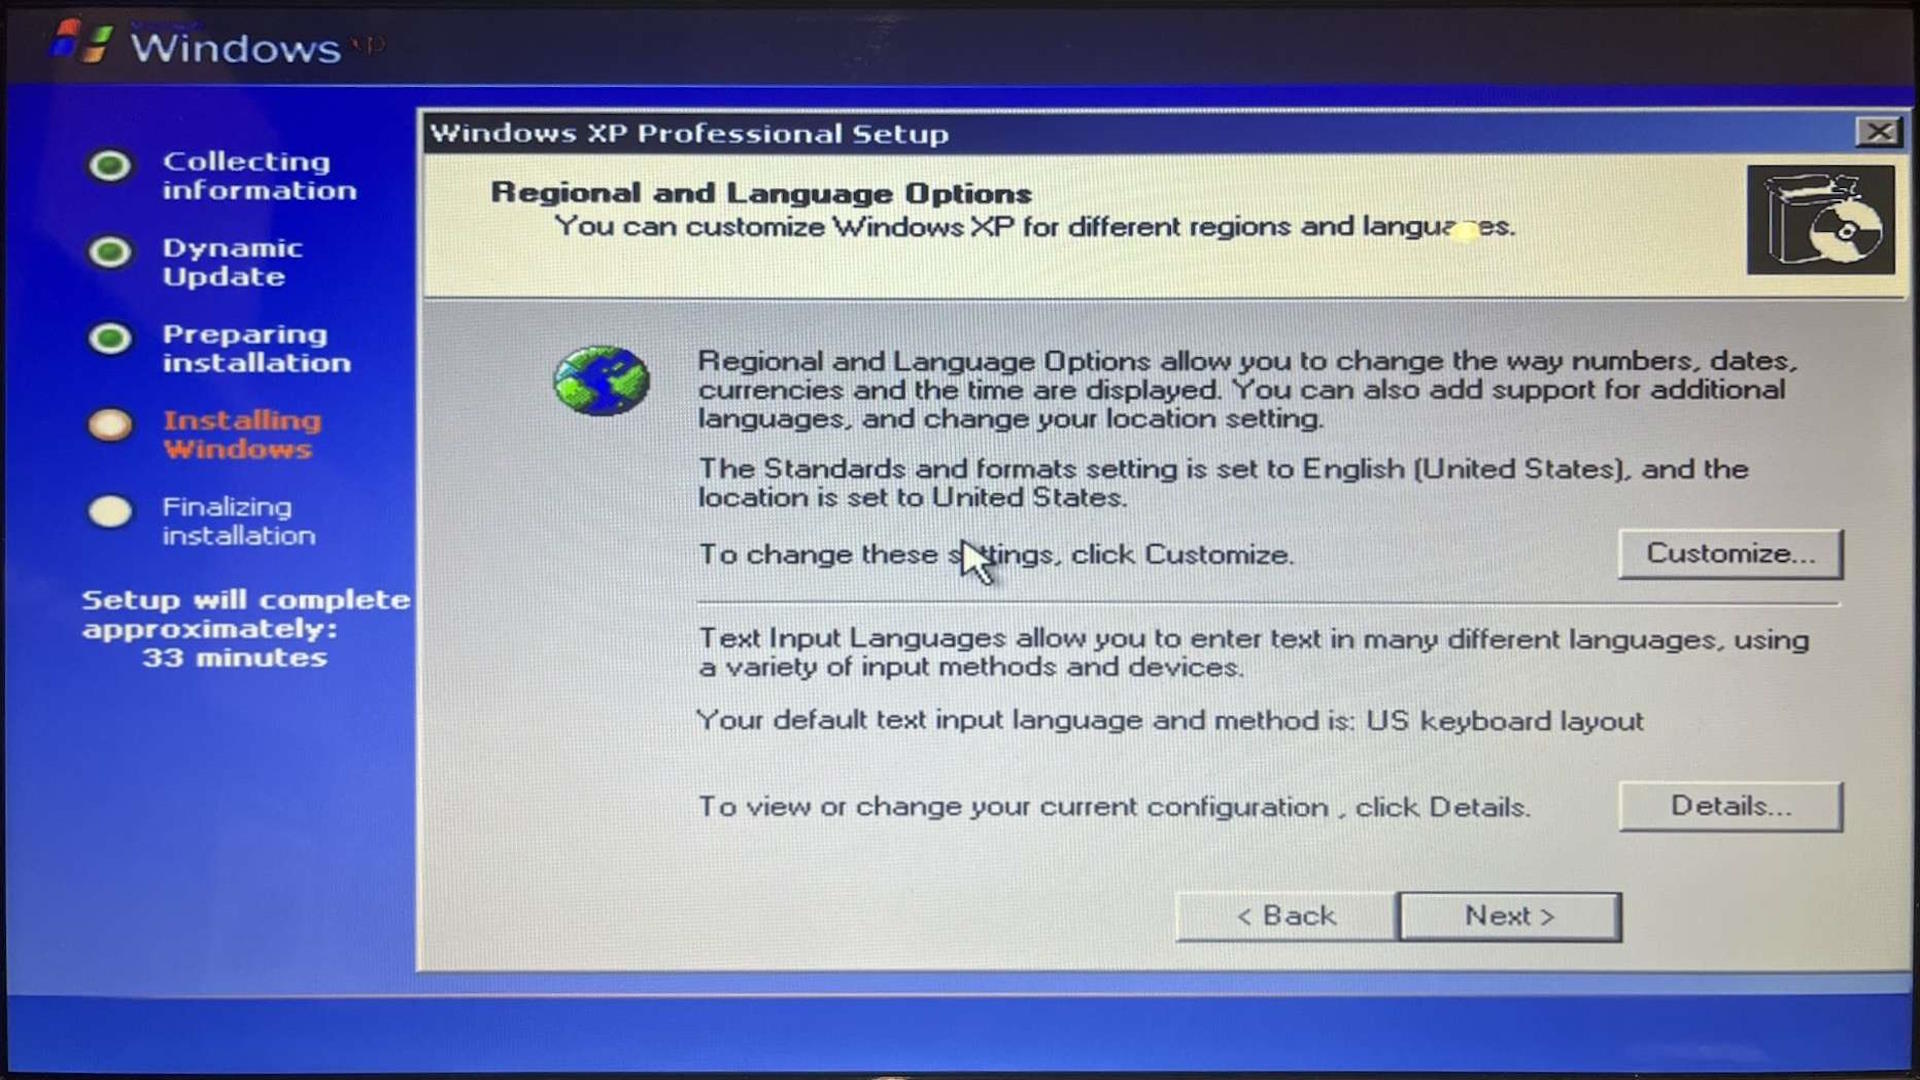 Microsoft
Windows xp
Collecting
information
Dynamic
Update
Preparing
installation
Installing
Windows
Finalizing
installation
Setup will complete
approximately:
33 minutes
Windows XP Professional Setup
Regional and Language Options
You can customize Windows XP for different regions and languages.
Regional and Language Options allow you to change the way numbers, dates,
currencies and the time are displayed. You can also add support for additional
languages, and change your location setting.
The Standards and formats setting is set to English (United States), and the
location is set to United States.
To change these settings, click Customize.
Customize...
Text Input Languages allow you to enter text in many different languages, using
a variety of input methods and devices.
Your default text input language and method is: US keyboard layout
To view or change your current configuration , click Details.
Details...
< Back
Next >